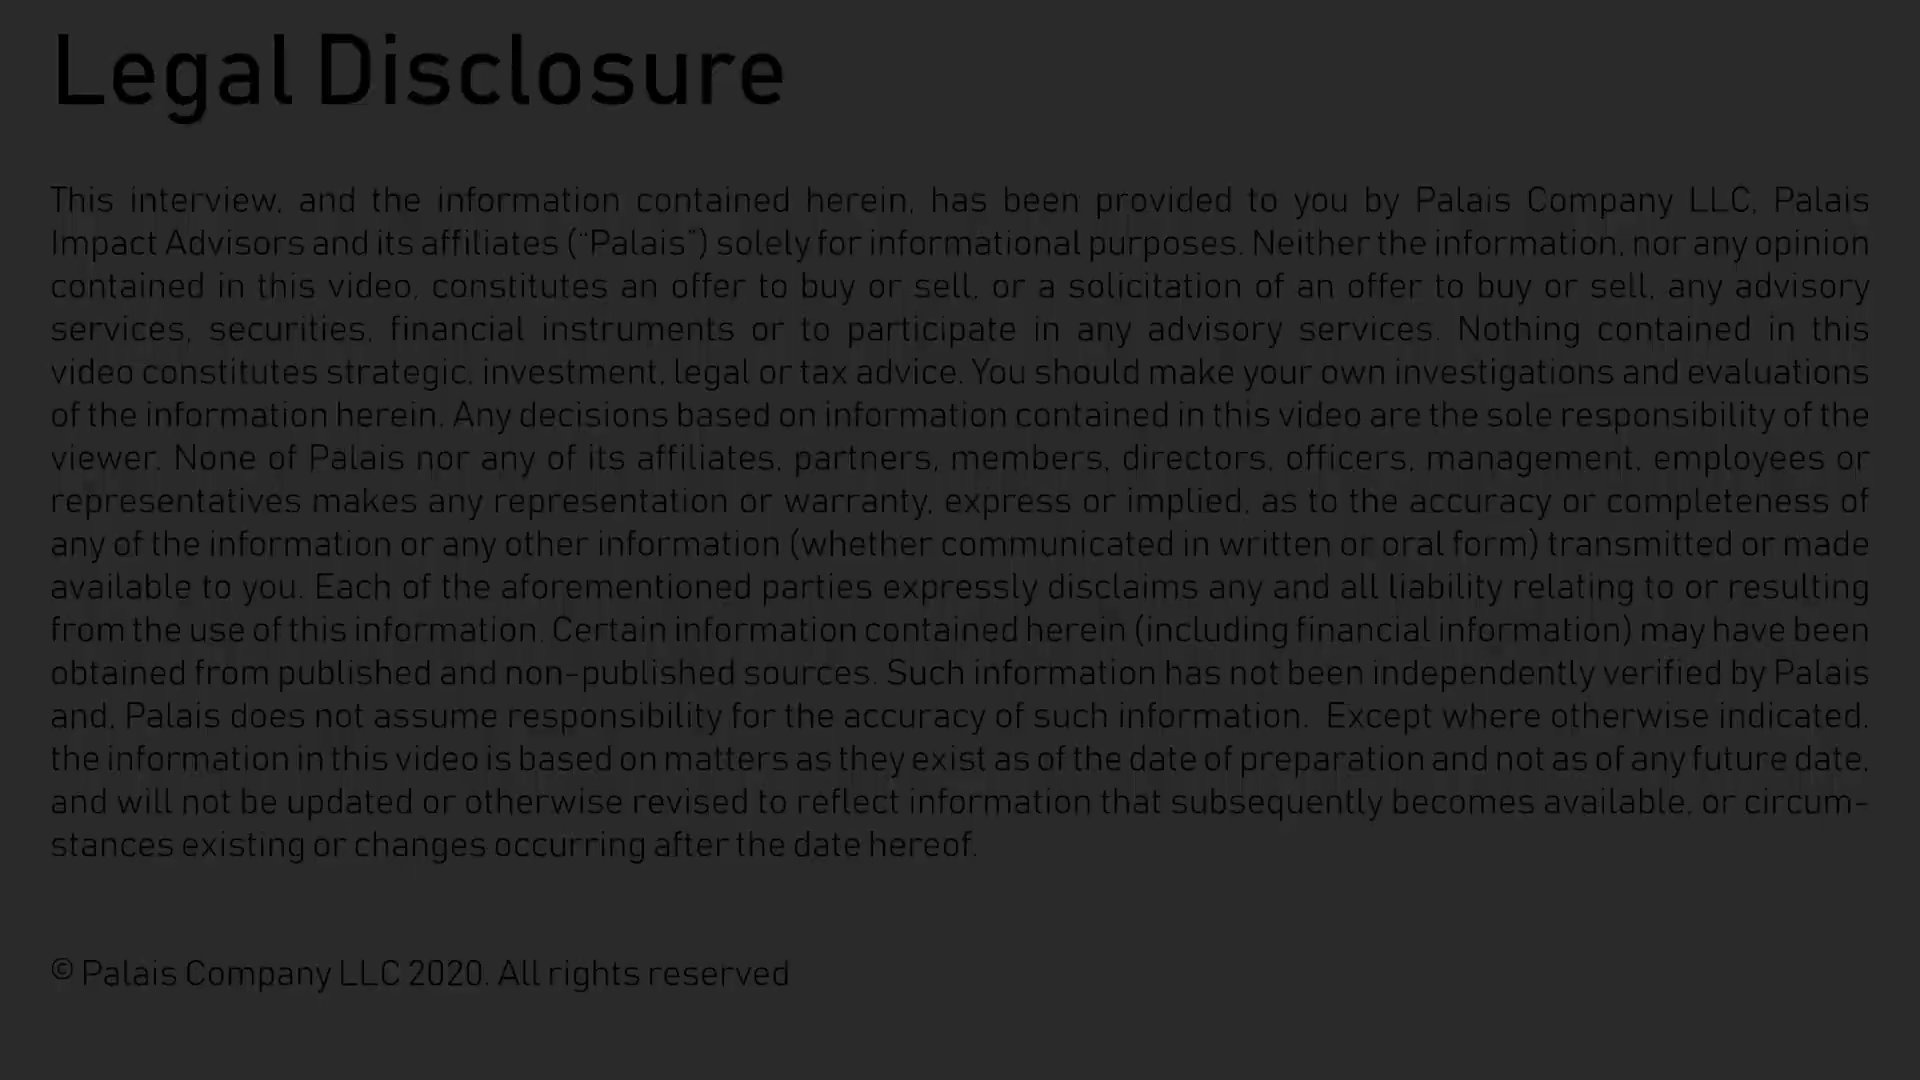 Legal Disclosure
This interview, and the information contained herein, has been provided to you by Palais Company LLC, Palais
Impact Advisors and its affiliates (“Palais”) solely for informational purposes. Neither the information, nor any opinion
contained in this video, constitutes an offer to buy or sell, or a solicitation of an offer to buy or sell, any advisory
services, securities, financial instruments or to participate in any advisory services. Nothing contained in this
video constitutes strategic, investment, legal or tax advice. You should make your own investigations and evaluations
of the information herein. Any decisions based on information contained in this video are the sole responsibility of the
viewer. None of Palais nor any of its affiliates, partners, members, directors, officers, management, employees or
representatives makes any representation or warranty, express or implied, as to the accuracy or completeness of
any of the information or any other information (whether communicated in written or oral form) transmitted or made
available to you. Each of the aforementioned parties expressly disclaims any and all liability relating to or resulting
from the use of this information. Certain information contained herein (including financial information) may have been
obtained from published and non-published sources. Such information has not been independently verified by Palais
and, Palais does not assume responsibility for the accuracy of such information. Except where otherwise indicated,
the information in this video is based on matters as they exist as of the date of preparation and not as of any future date,
and will not be updated or otherwise revised to reflect information that subsequently becomes available, or circum-
stances existing or changes occurring after the date hereof.
© Palais Company LLC 2020. All rights reserved